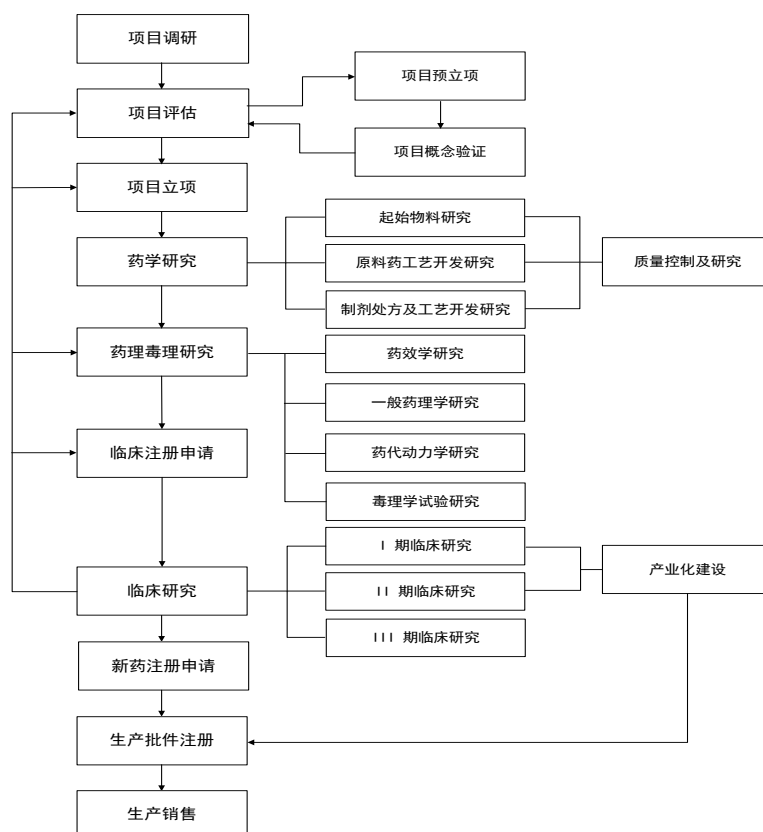 项目调研
项目预立项
项目评估
项目概念验证
项目立项
起始物料研究
药学研究
原料药工艺开发研究
质量控制及研究
制剂处方及工艺开发研究
药理毒理研究
药效学研究
一般药理学研究
临床注册申请
药代动力学研究
毒理学试验研究
I 期临床研究
产业化建设
临床研究
II 期临床研究
III 期临床研究
新药注册申请
生产批件注册
生产销售